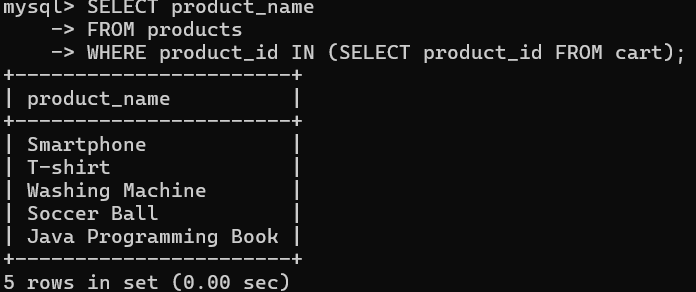 mysql> SELECT product_name
    -> FROM products
    -> WHERE product_id IN (SELECT product_id FROM cart);
+----------------------+
| product_name         |
+----------------------+
| Smartphone           |
| T-shirt              |
| Washing Machine      |
| Soccer Ball          |
| Java Programming Book |
+----------------------+
5 rows in set (0.00 sec)